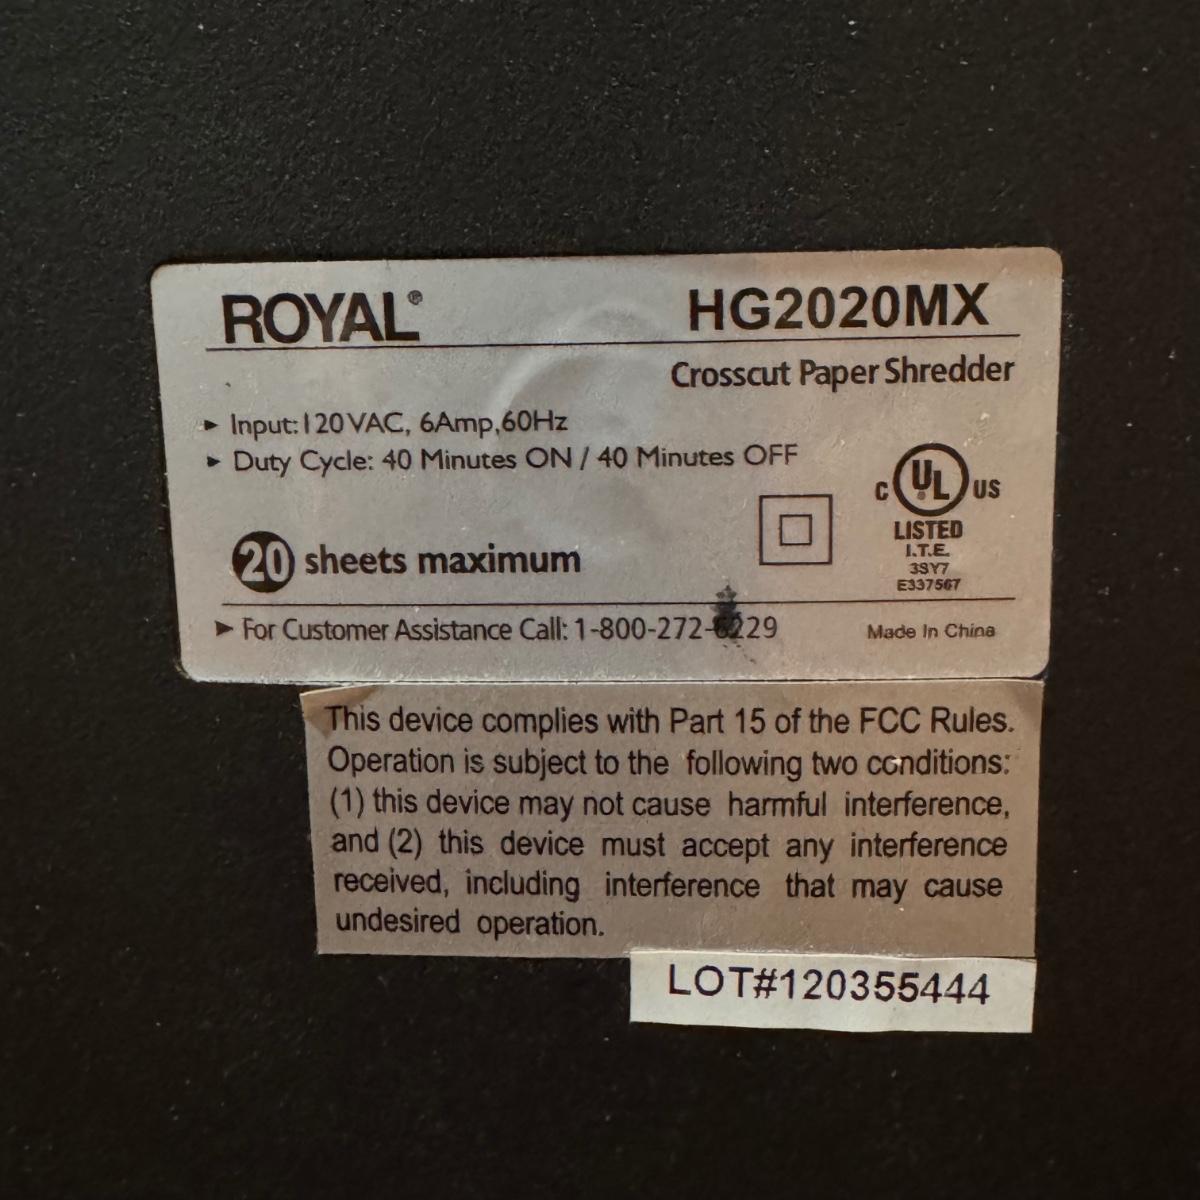 ROYAL®
HG2020MX
Crosscut Paper Shredder
▸ Input: 120VAC, 6Amp, 60Hz
▸ Duty Cycle: 40 Minutes ON / 40 Minutes OFF
C UL US
LISTED
I.T.E.
3SY7
E337567
20 sheets maximum
▸ For Customer Assistance Call: 1-800-272-6229
Made In China
This device complies with Part 15 of the FCC Rules.
Operation is subject to the following two conditions:
(1) this device may not cause harmful interference,
and (2) this device must accept any interference
received, including interference that may cause
undesired operation.
LOT#120355444